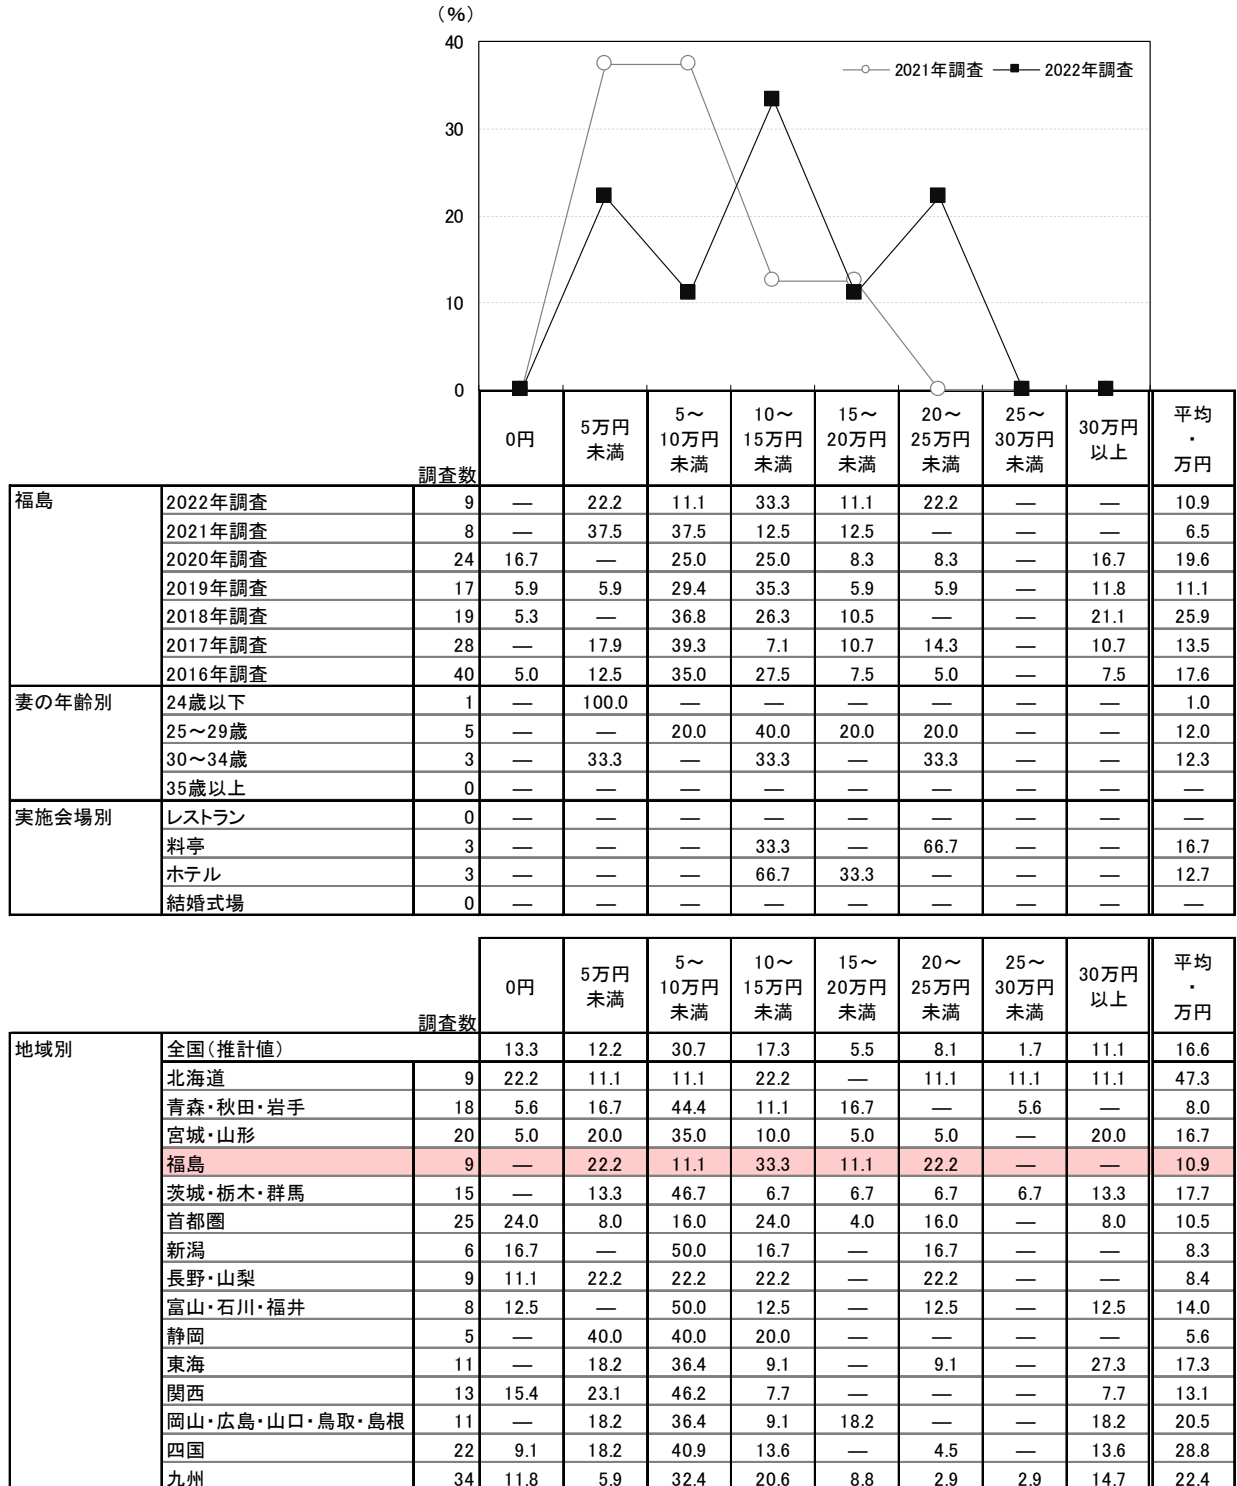 （%）
40
30
20
10
0
2021年調査 2022年調査
調査数 0円 5万円未満 5～10万円未満 10～15万円未満 15～20万円未満 20～25万円未満 25～30万円未満 30万円以上 平均・万円
福島 2022年調査 9 — 22.2 11.1 33.3 11.1 22.2 — — 10.9
2021年調査 8 — 37.5 37.5 12.5 12.5 — — — 6.5
2020年調査 24 16.7 — 25.0 25.0 8.3 8.3 — 16.7 19.6
2019年調査 17 5.9 5.9 29.4 35.3 5.9 5.9 — 11.8 11.1
2018年調査 19 5.3 — 36.8 26.3 10.5 — — 21.1 25.9
2017年調査 28 — 17.9 39.3 7.1 10.7 14.3 — 10.7 13.5
2016年調査 40 5.0 12.5 35.0 27.5 7.5 5.0 — 7.5 17.6
妻の年齢別 24歳以下 1 — 100.0 — — — — — — 1.0
25～29歳 5 — — 20.0 40.0 20.0 20.0 — — 12.0
30～34歳 3 — 33.3 — 33.3 — 33.3 — — 12.3
35歳以上 0 — — — — — — — — —
実施会場別 レストラン 0 — — — — — — — — —
料亭 3 — — — 33.3 — 66.7 — — 16.7
ホテル 3 — — — 66.7 33.3 — — — 12.7
結婚式場 0 — — — — — — — — —
調査数 0円 5万円未満 5～10万円未満 10～15万円未満 15～20万円未満 20～25万円未満 25～30万円未満 30万円以上 平均・万円
地域別 全国（推計値） 13.3 12.2 30.7 17.3 5.5 8.1 1.7 11.1 16.6
北海道 9 22.2 11.1 11.1 22.2 — 11.1 11.1 11.1 47.3
青森・秋田・岩手 18 5.6 16.7 44.4 11.1 16.7 — 5.6 — 8.0
宮城・山形 20 5.0 20.0 35.0 10.0 5.0 5.0 — 20.0 16.7
福島 9 — 22.2 11.1 33.3 11.1 22.2 — — 10.9
茨城・栃木・群馬 15 — 13.3 46.7 6.7 6.7 6.7 6.7 13.3 17.7
首都圏 25 24.0 8.0 16.0 24.0 4.0 16.0 — 8.0 10.5
新潟 6 16.7 — 50.0 16.7 — 16.7 — — 8.3
長野・山梨 9 11.1 22.2 22.2 22.2 — 22.2 — — 8.4
富山・石川・福井 8 12.5 — 50.0 12.5 — 12.5 — 12.5 14.0
静岡 5 — 40.0 40.0 20.0 — — — — 5.6
東海 11 — 18.2 36.4 9.1 — 9.1 — 27.3 17.3
関西 13 15.4 23.1 46.2 7.7 — — — 7.7 13.1
岡山・広島・山口・鳥取・島根 11 — 18.2 36.4 9.1 18.2 — — 18.2 20.5
四国 22 9.1 18.2 40.9 13.6 — 4.5 — 13.6 28.8
九州 34 11.8 5.9 32.4 20.6 8.8 2.9 2.9 14.7 22.4